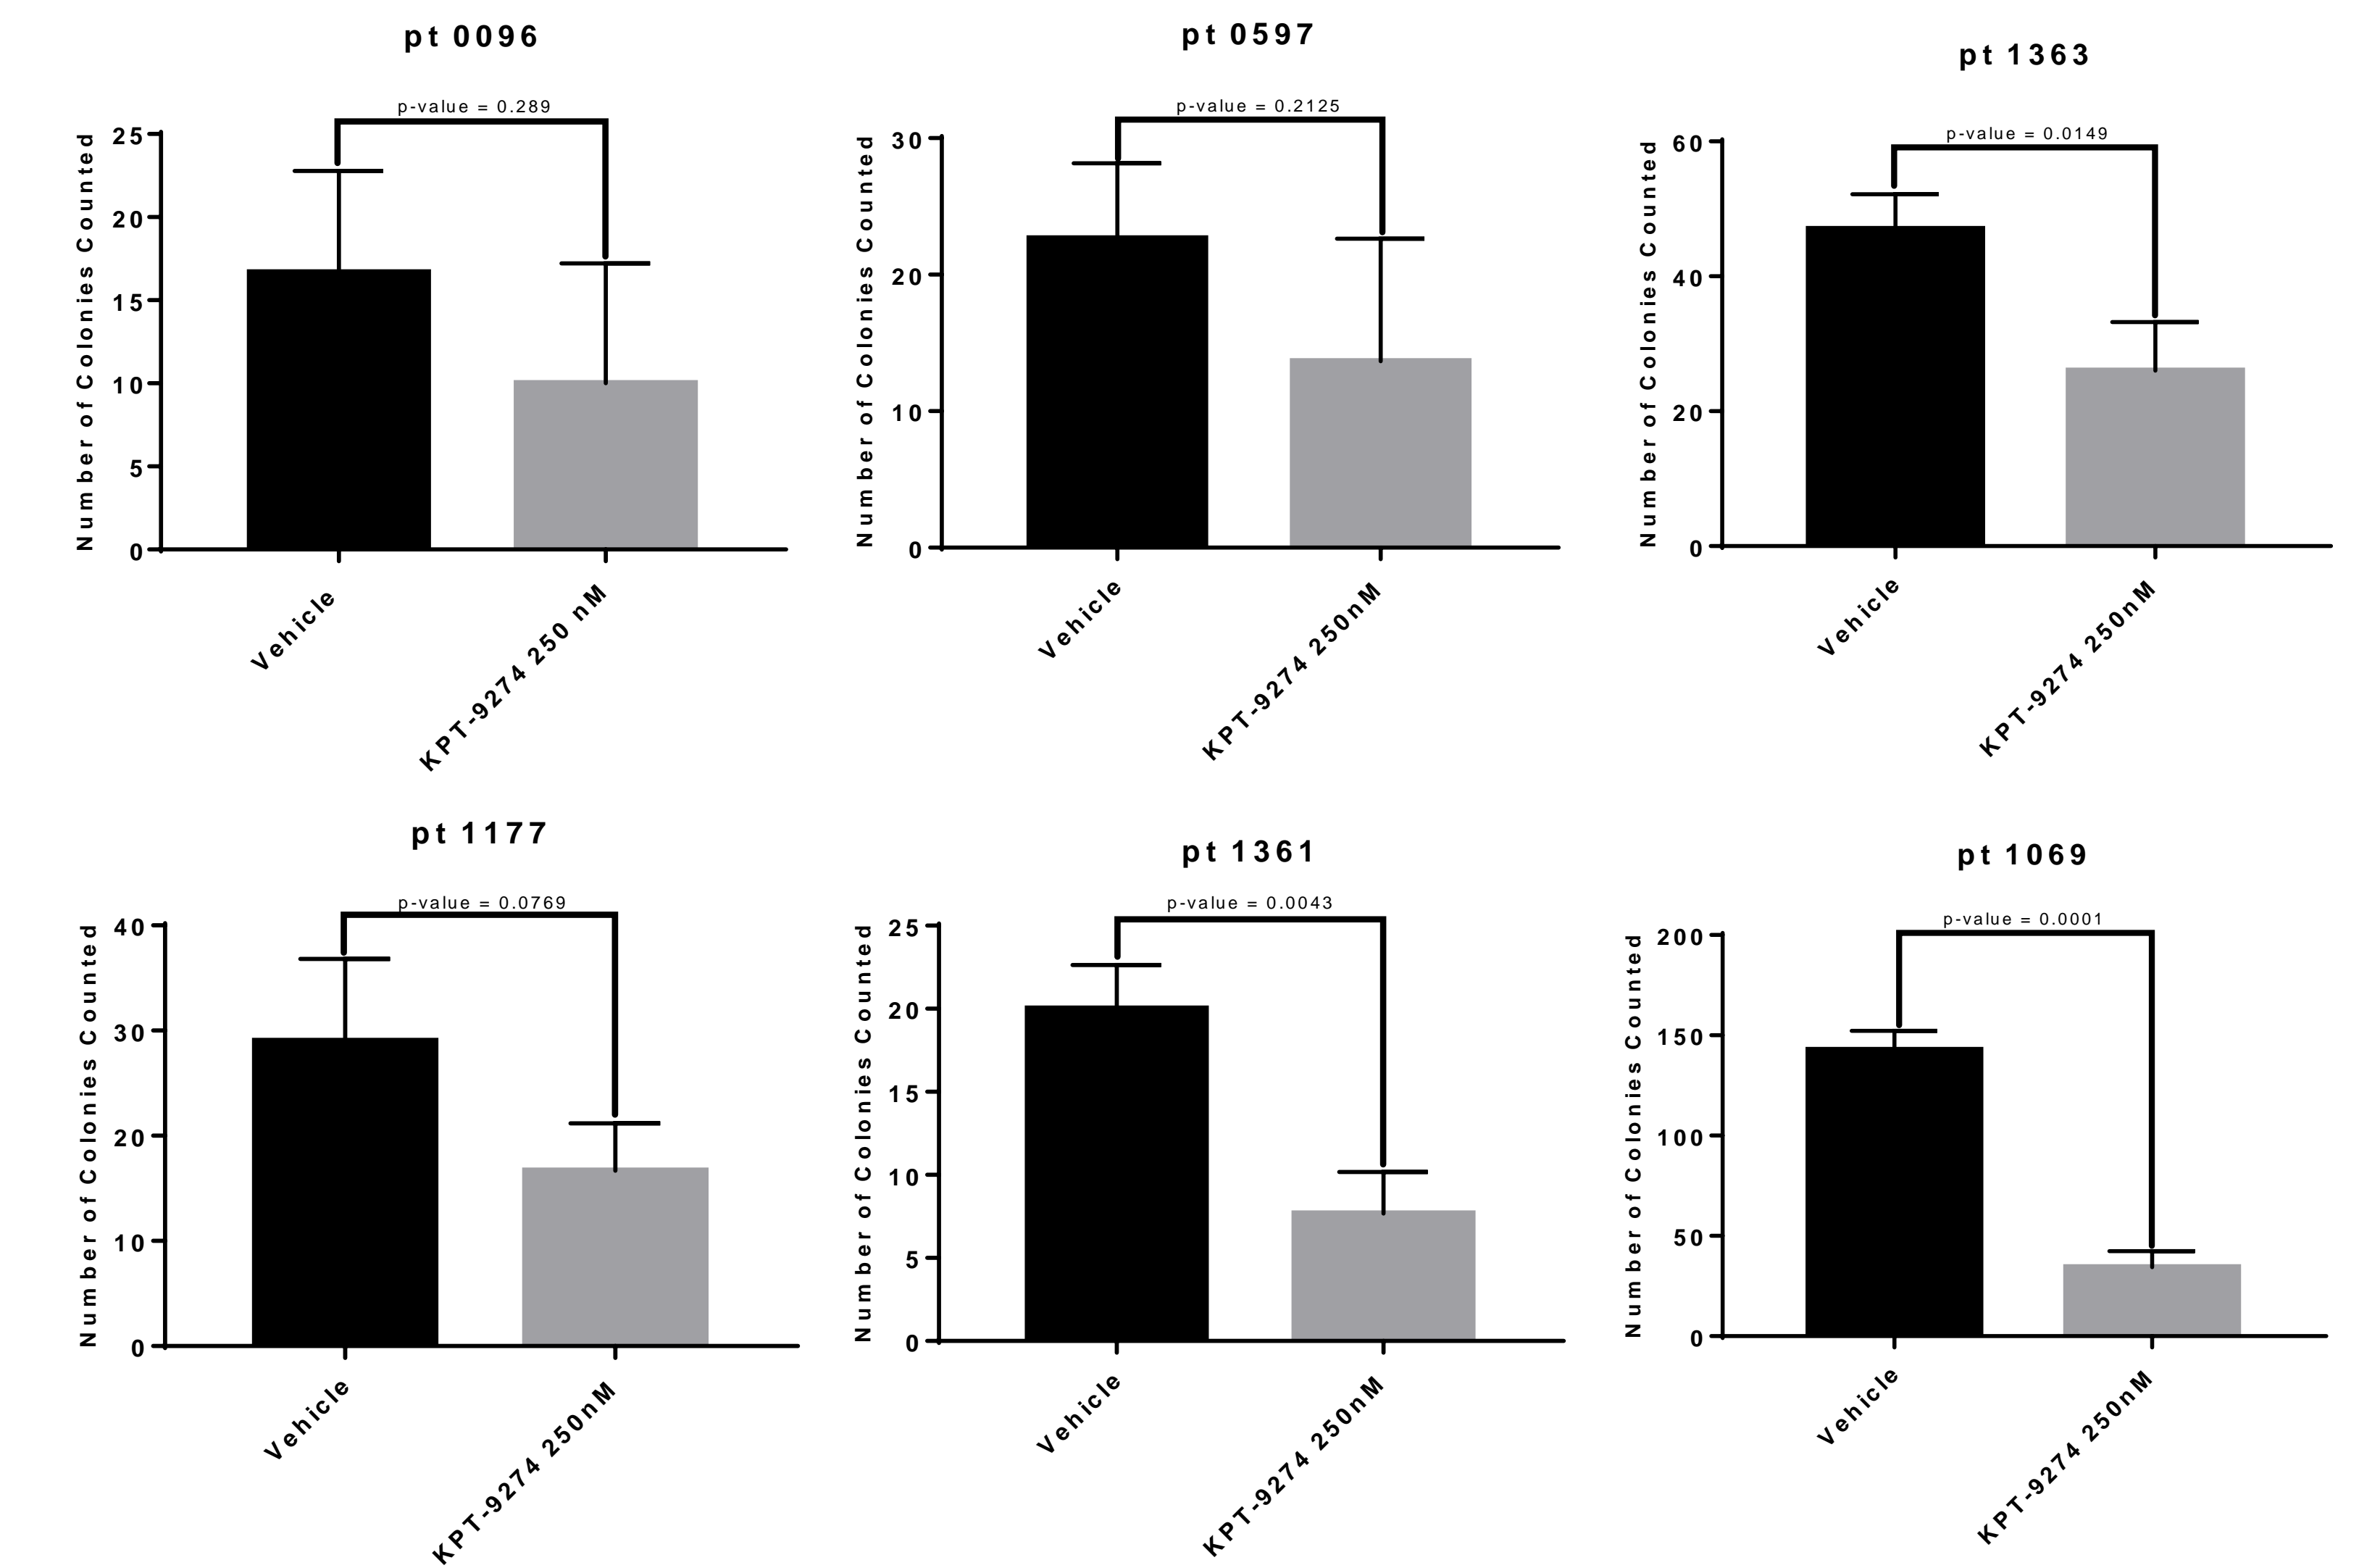 pt 0096
p-value = 0.289
Number of Colonies Counted
25
20
15
10
5
0
Vehicle
KPT-9274 250 nM
pt 0597
p-value = 0.2125
Number of Colonies Counted
30
20
10
0
Vehicle
KPT-9274 250nM
pt 1363
p-value = 0.0149
Number of Colonies Counted
60
40
20
0
Vehicle
KPT-9274 250nM
pt 1177
p-value = 0.0769
Number of Colonies Counted
40
30
20
10
0
Vehicle
KPT-9274 250nM
pt 1361
p-value = 0.0043
Number of Colonies Counted
25
20
15
10
5
0
Vehicle
KPT-9274 250nM
pt 1069
p-value = 0.0001
Number of Colonies Counted
200
150
100
50
0
Vehicle
KPT-9274 250nM